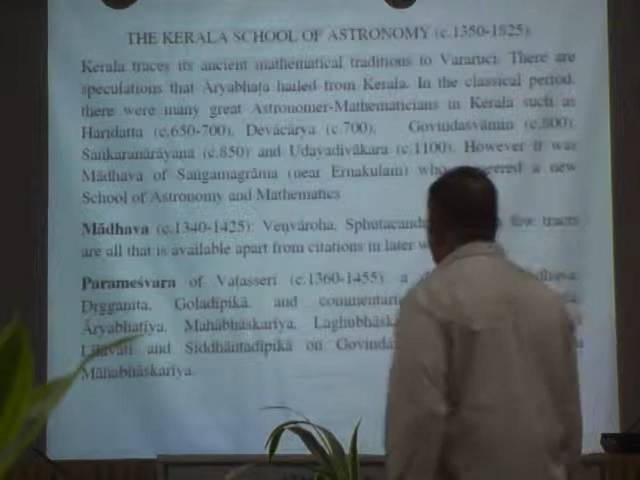 THE KERALA SCHOOL OF ASTRONOMY (c.1350-1825)
Kerala traces its ancient mathematical traditions to Vararuci. There are
speculations that Āryabhaṭa hailed from Kerala. In the classical period,
there were many great Astronomer-Mathematicians in Kerala such as
Haridatta (c.650-700), Devācārya (c.700), Govindasvāmin (c.800),
Śaṅkaranārāyaṇa (c.850) and Udayadivākara (c.1100). However it was
Mādhava of Saṅgamagrāma (near Ernakulam) who a new
School of Astronomy and Mathematics
Mādhava (c.1340-1425): Veṇvāroha, few tracts
are all that is available apart from citations in later
Parameśvara of Vaṭasseri (c.1360-1455), a
Dṛggaṇita, Goladīpikā, and
Āryabhaṭīya, Mahābhāskarīya,
Līlāvatī and Siddhāntadīpikā on
Mahābhāskarīya.